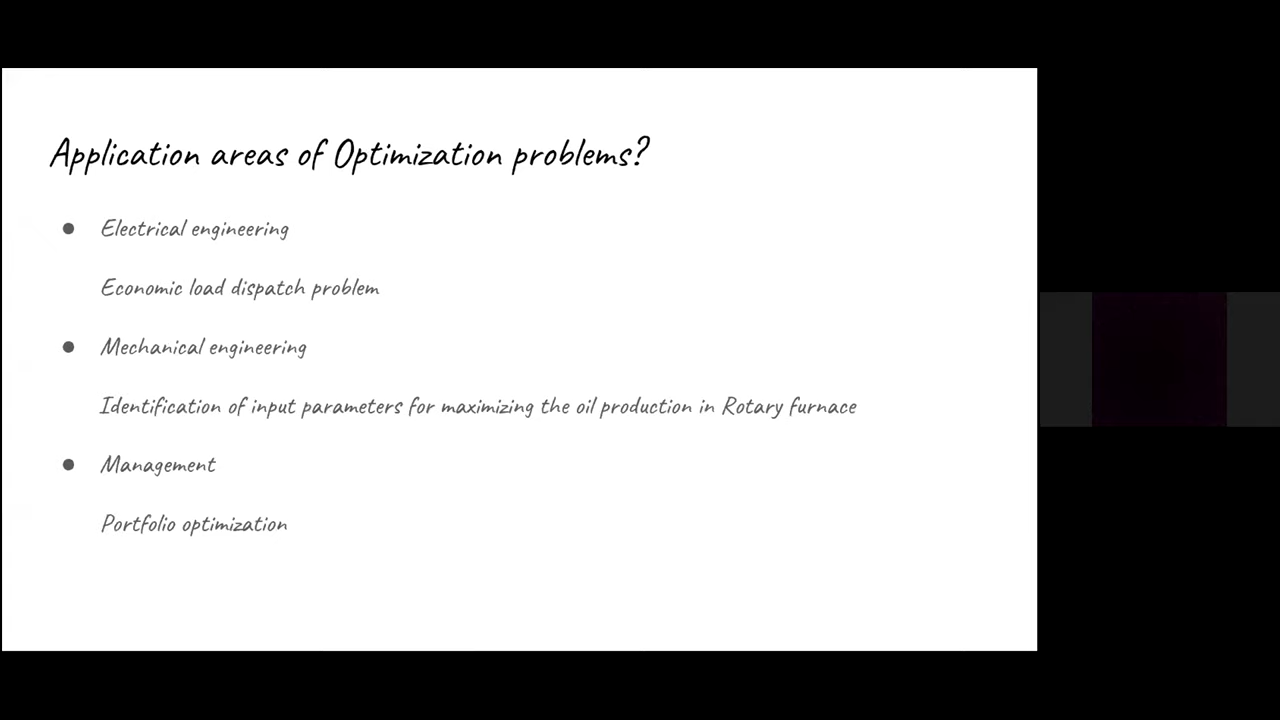 Application areas of Optimization problems?
● Electrical engineering
Economic load dispatch problem
● Mechanical engineering
Identification of input parameters for maximizing the oil production in Rotary furnace
● Management
Portfolio optimization